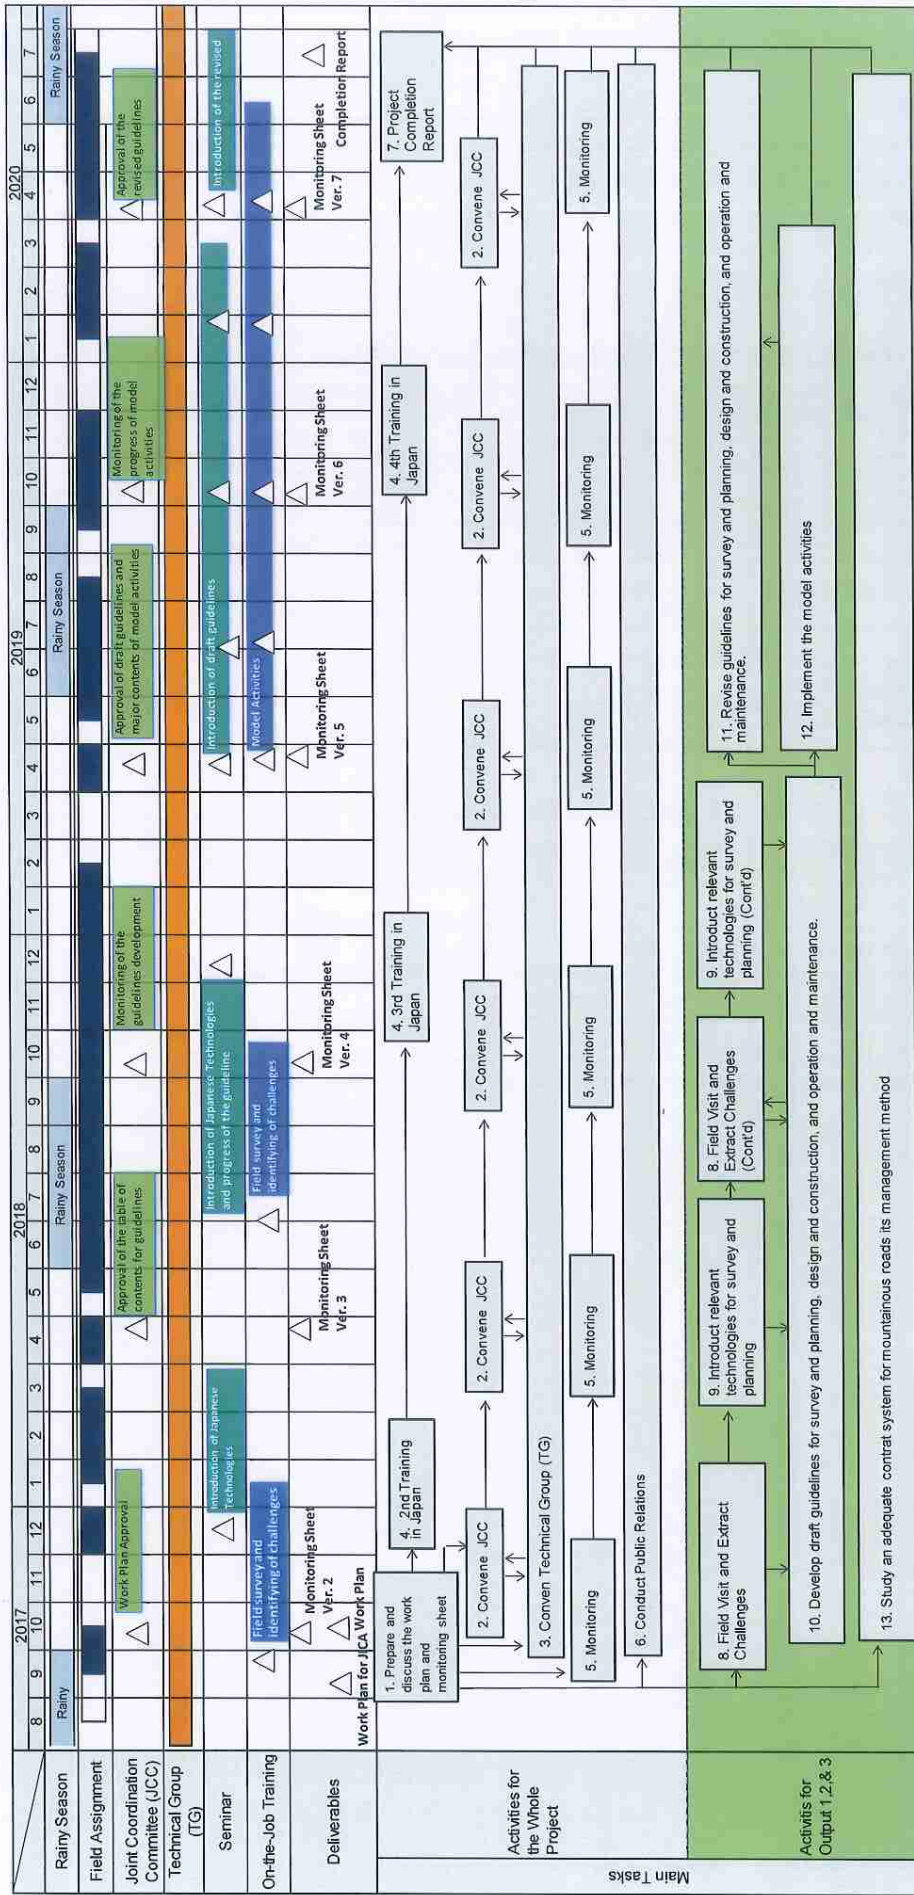 2017
2018
2019
2020
8
9
10
11
12
1
2
3
4
5
6
7
8
9
10
11
12
1
2
3
4
5
6
7
8
9
10
11
12
1
2
3
4
5
6
7
Rainy Season
Rainy
Rainy Season
Rainy Season
Rainy Season
Field Assignment
Joint Coordination
Committee (JCC)
Work Plan Approval
Approval of the table of
contents for guidelines
Monitoring of the
guidelines development
Approval of draft guidelines and
major contents of model activities
Monitoring of the
progress of model
activities
Approval of the
revised guidelines
Technical Group
(TG)
Seminar
Introduction of Japanese
Technologies
Introduction of Japanese Technologies
and progress of the guideline
Introduction of draft guidelines
Introduction of the revised
On-the-Job Training
Field survey and
identifying of challenges
Field survey and
identifying of challenges
Model Activities
Deliverables
Work Plan for JICA
Work Plan
Monitoring Sheet
Ver. 2
Monitoring Sheet
Ver. 3
Monitoring Sheet
Ver. 4
Monitoring Sheet
Ver. 5
Monitoring Sheet
Ver. 6
Monitoring Sheet
Ver. 7
Completion Report
Main Tasks
Activities for
the Whole
Project
1. Prepare and
discuss the work
plan and
monitoring sheet
4. 2nd Training
in Japan
4. 3rd Training in
Japan
4. 4th Training in
Japan
7. Project
Completion
Report
2. Convene JCC
2. Convene JCC
2. Convene JCC
2. Convene JCC
2. Convene JCC
2. Convene JCC
3. Conven Technical Group (TG)
5. Monitoring
5. Monitoring
5. Monitoring
5. Monitoring
5. Monitoring
5. Monitoring
6. Conduct Public Relations
Activitis for
Output 1,2,& 3
8. Field Visit and Extract
Challenges
9. Introduct relevant
technologies for survey and
planning
8. Field Visit and
Extract Challenges
(Cont'd)
9. Introduct relevant
technologies for survey and
planning (Cont'd)
11. Revise guidelines for survey and planning, design and construction, and operation and
maintenance.
10. Develop draft guidelines for survey and planning, design and construction, and operation and maintenance.
12. Implement the model activities
13. Study an adequate contrat system for mountainous roads its management method